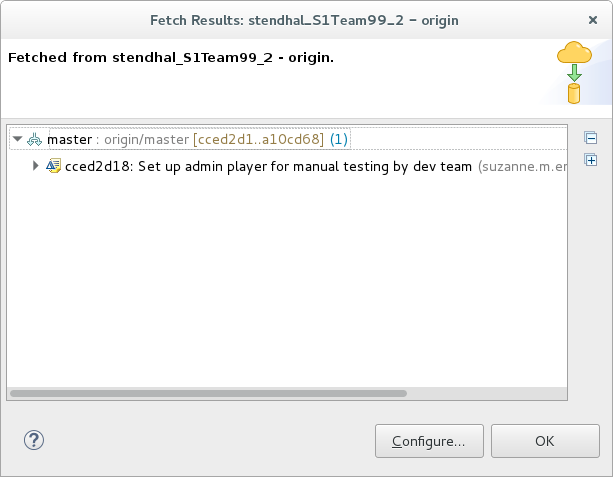 Fetch Results: stendhal_S1Team99_2 – origin
Fetched from stendhal_S1Team99_2 - origin.
master : origin/master [cced2d1..a10cd68] (1)
cced2d18: Set up admin player for manual testing by dev team (suzanne.m.er
Configure... OK